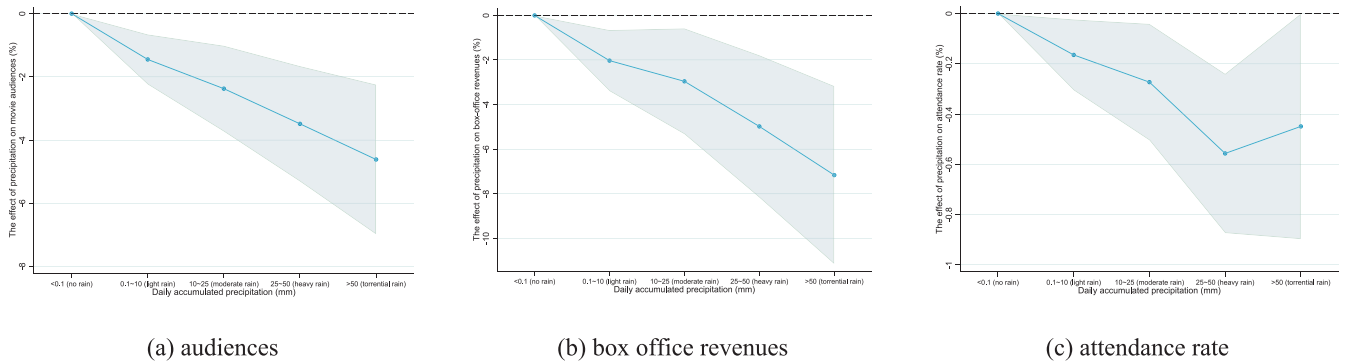 The effect of precipitation on movie audiences (%)
0
-2
-4
-6
-8
<0.1 (no rain) 0.1~10 (light rain) 10~25 (moderate rain) 25~50 (heavy rain) >50 (torrential rain)
Daily accumulated precipitation (mm)
(a) audiences
The effect of precipitation on box-office revenues (%)
0
-2
-4
-6
-8
-10
<0.1 (no rain) 0.1~10 (light rain) 10~25 (moderate rain) 25~50 (heavy rain) >50 (torrential rain)
Daily accumulated precipitation (mm)
(b) box office revenues
The effect of precipitation on attendance rate (%)
0
-0.2
-0.4
-0.6
-0.8
-1
<0.1 (no rain) 0.1~10 (light rain) 10~25 (moderate rain) 25~50 (heavy rain) >50 (torrential rain)
Daily accumulated precipitation (mm)
(c) attendance rate